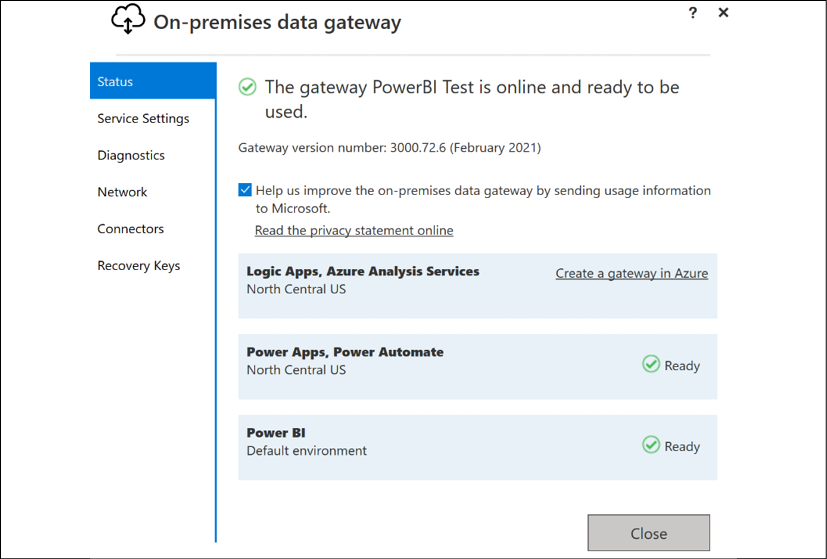 On-premises data gateway
? ×
Status
Service Settings
Diagnostics
Network
Connectors
Recovery Keys
The gateway PowerBI Test is online and ready to be
used.
Gateway version number: 3000.72.6 (February 2021)
Help us improve the on-premises data gateway by sending usage information
to Microsoft.
Read the privacy statement online
Logic Apps, Azure Analysis Services
North Central US
Create a gateway in Azure
Power Apps, Power Automate
North Central US
Ready
Power BI
Default environment
Ready
Close